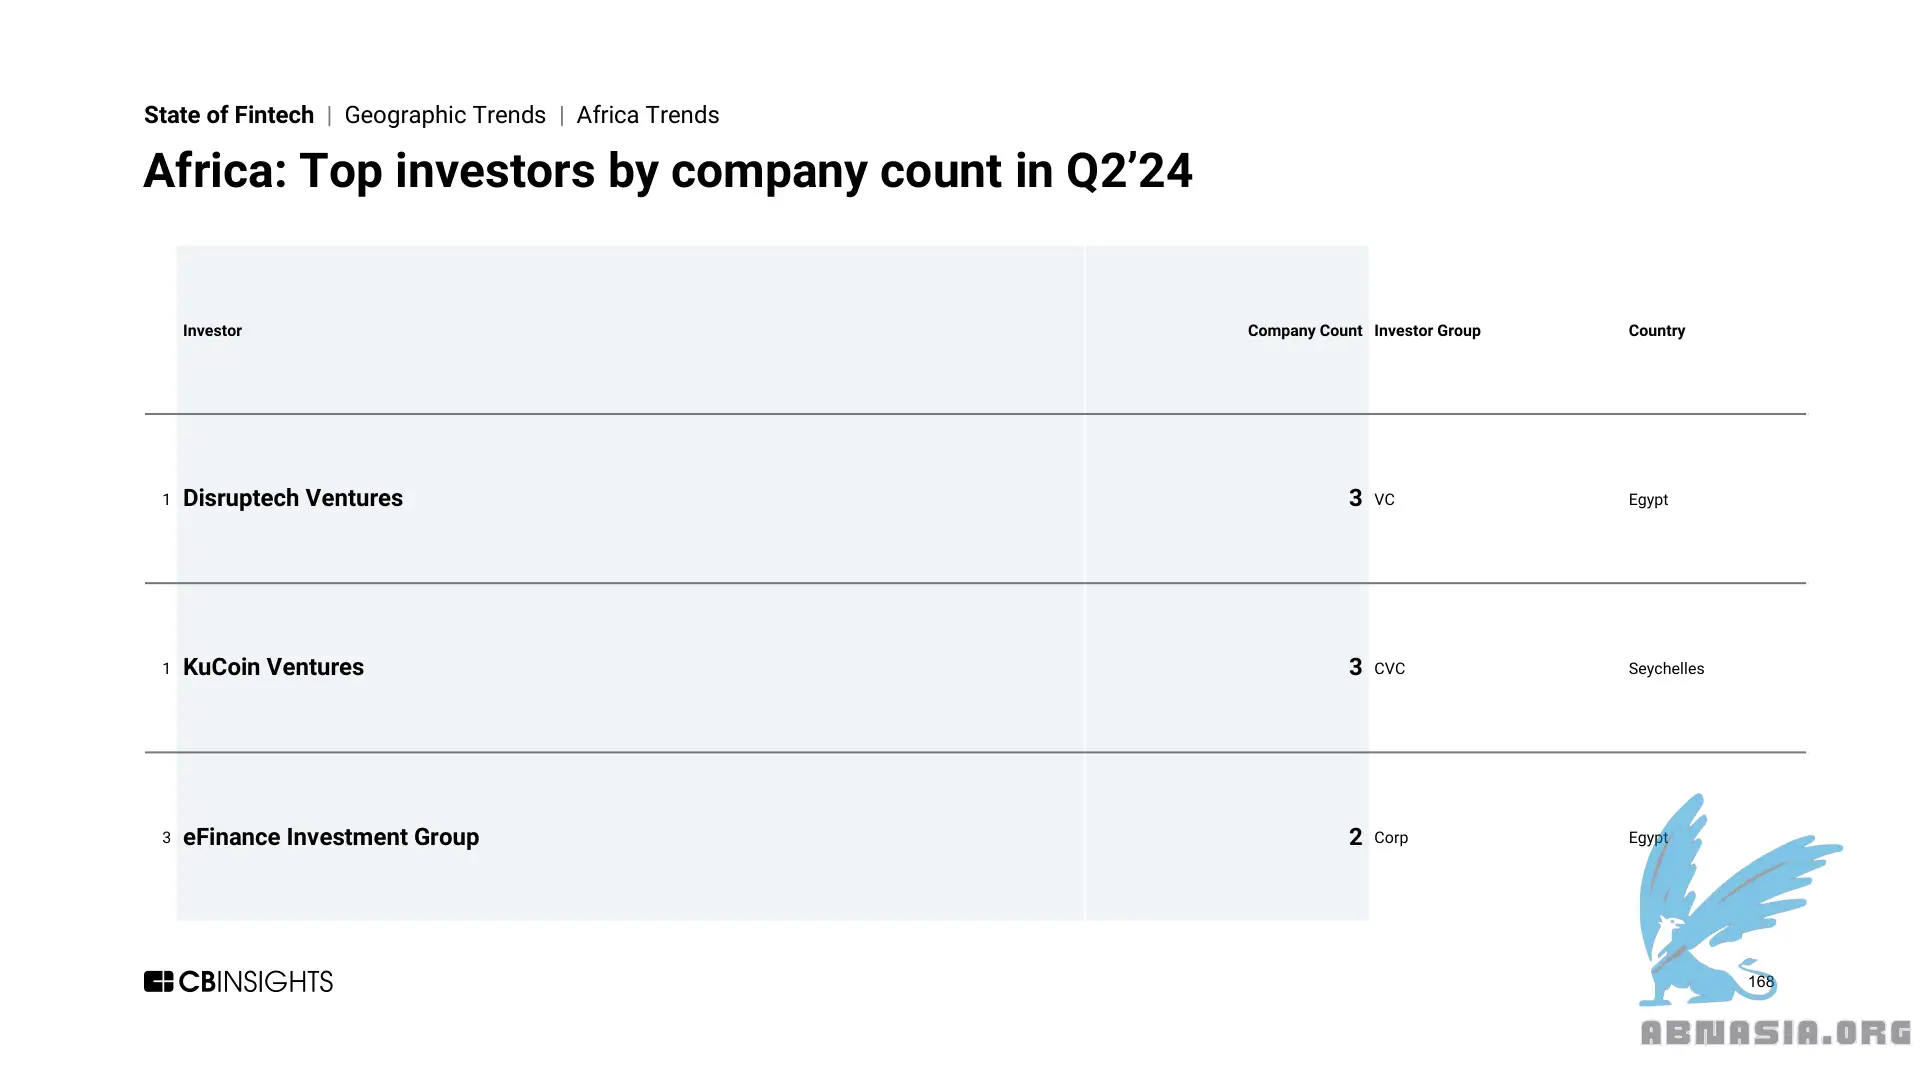 State of Fintech | Geographic Trends | Africa Trends
Africa: Top investors by company count in Q2’24
Investor Company Count Investor Group Country
1 Disruptech Ventures 3 VC Egypt
1 KuCoin Ventures 3 CVC Seychelles
3 eFinance Investment Group 2 Corp Egypt
CBINSIGHTS 168
ABNASIA.ORG